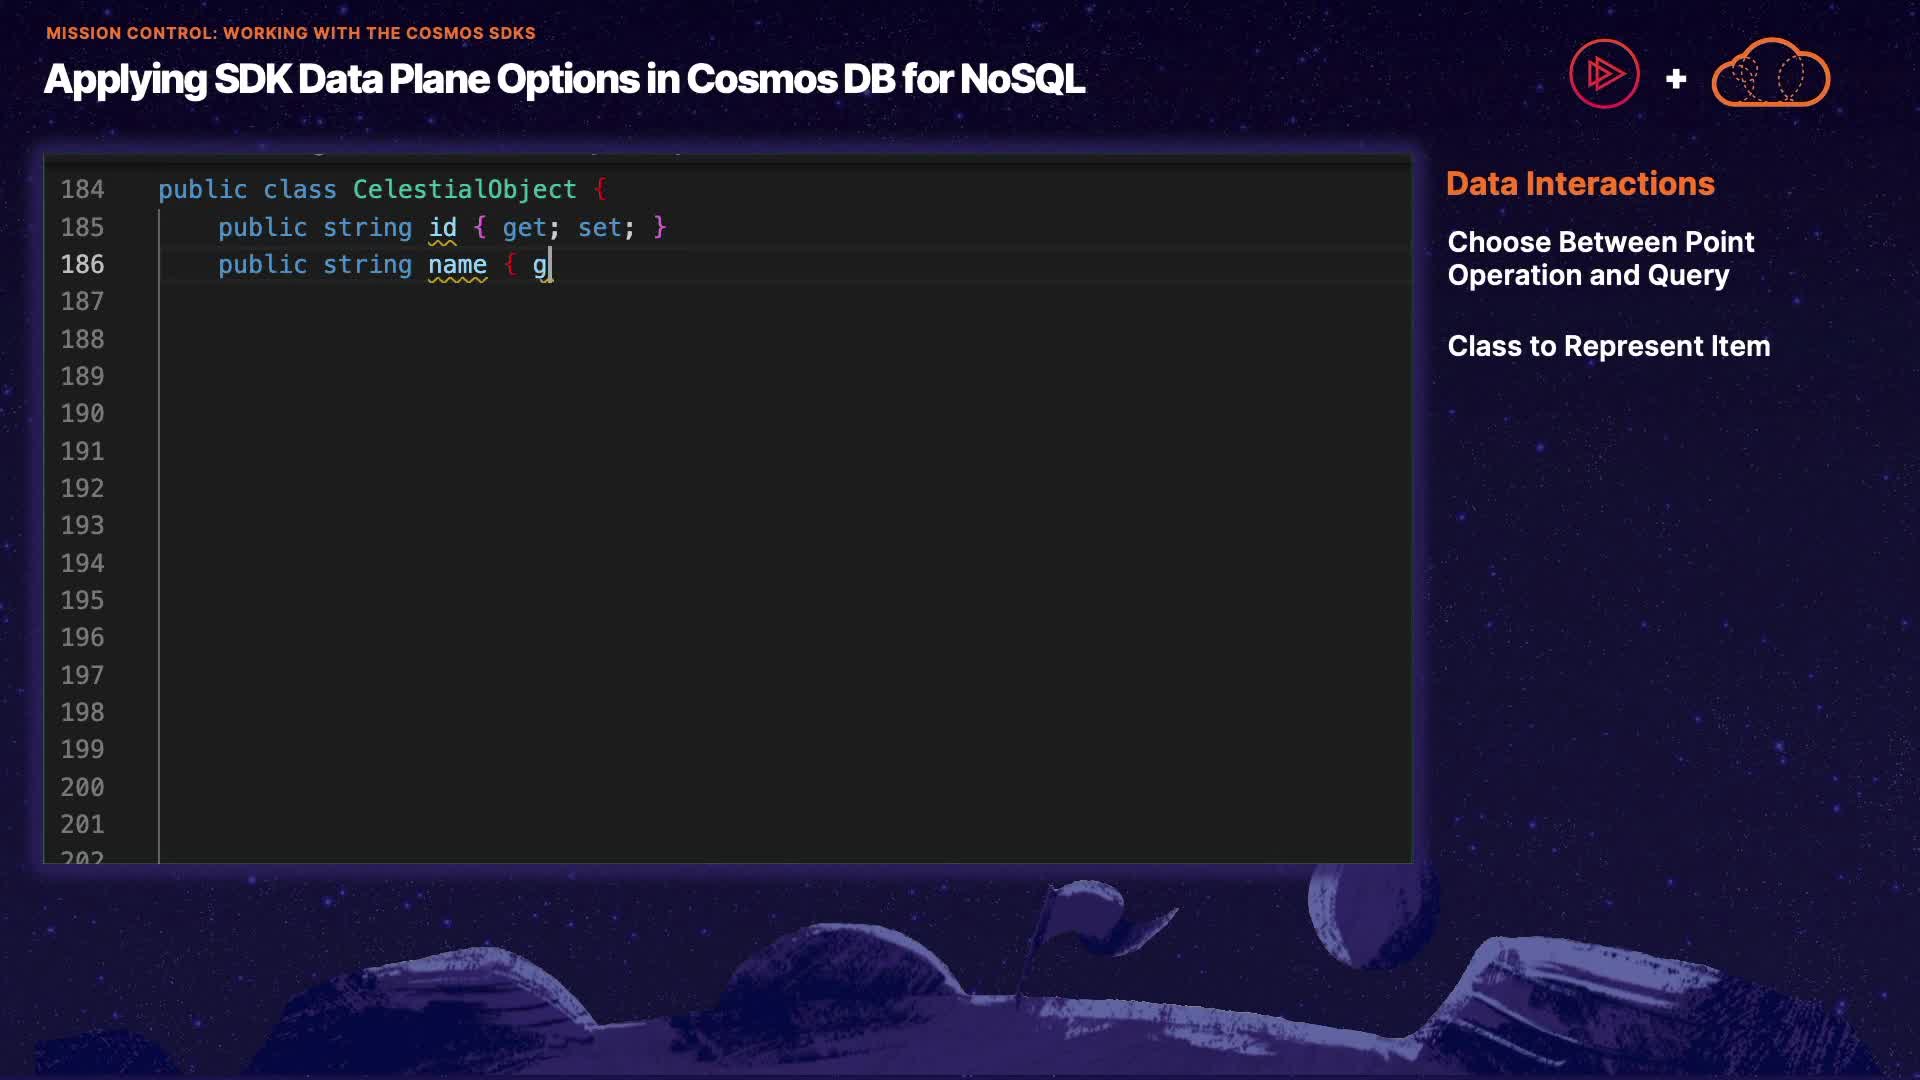 MISSION CONTROL: WORKING WITH THE COSMOS SDKS
Applying SDK Data Plane Options in Cosmos DB for NoSQL
+
184 public class CelestialObject {
185 public string id { get; set; }
186 public string name { g
187
188
189
190
191
192
193
194
195
196
197
198
199
200
201
202
Data Interactions
Choose Between Point
Operation and Query
Class to Represent Item